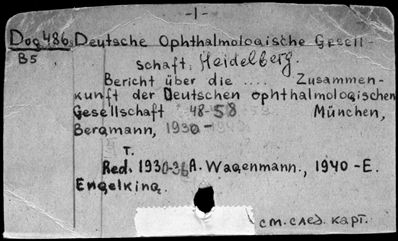 -1-
Dog 486 Deutsche Ophthalmologische Gesell-
B5 schaft. Heidelberg.
Bericht über die .... Zusammen-
kunft der Deutschen ophthalmologischen
Gesellschaft 48-58 München,
Bergmann, 1930-
T.
Red. 1930-36 A. Wagenmann., 1940 - E.
Engelking.
см. след. карт.